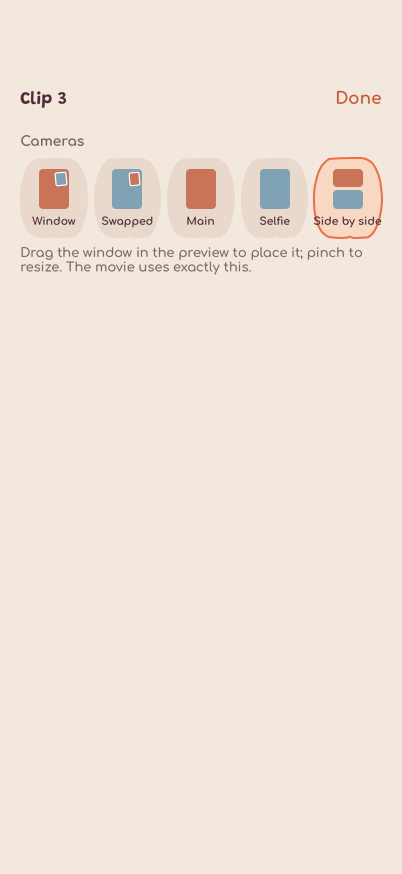 Clip 3
Done
Cameras
Window
Swapped
Main
Selfie
Side by side
Drag the window in the preview to place it; pinch to
resize. The movie uses exactly this.